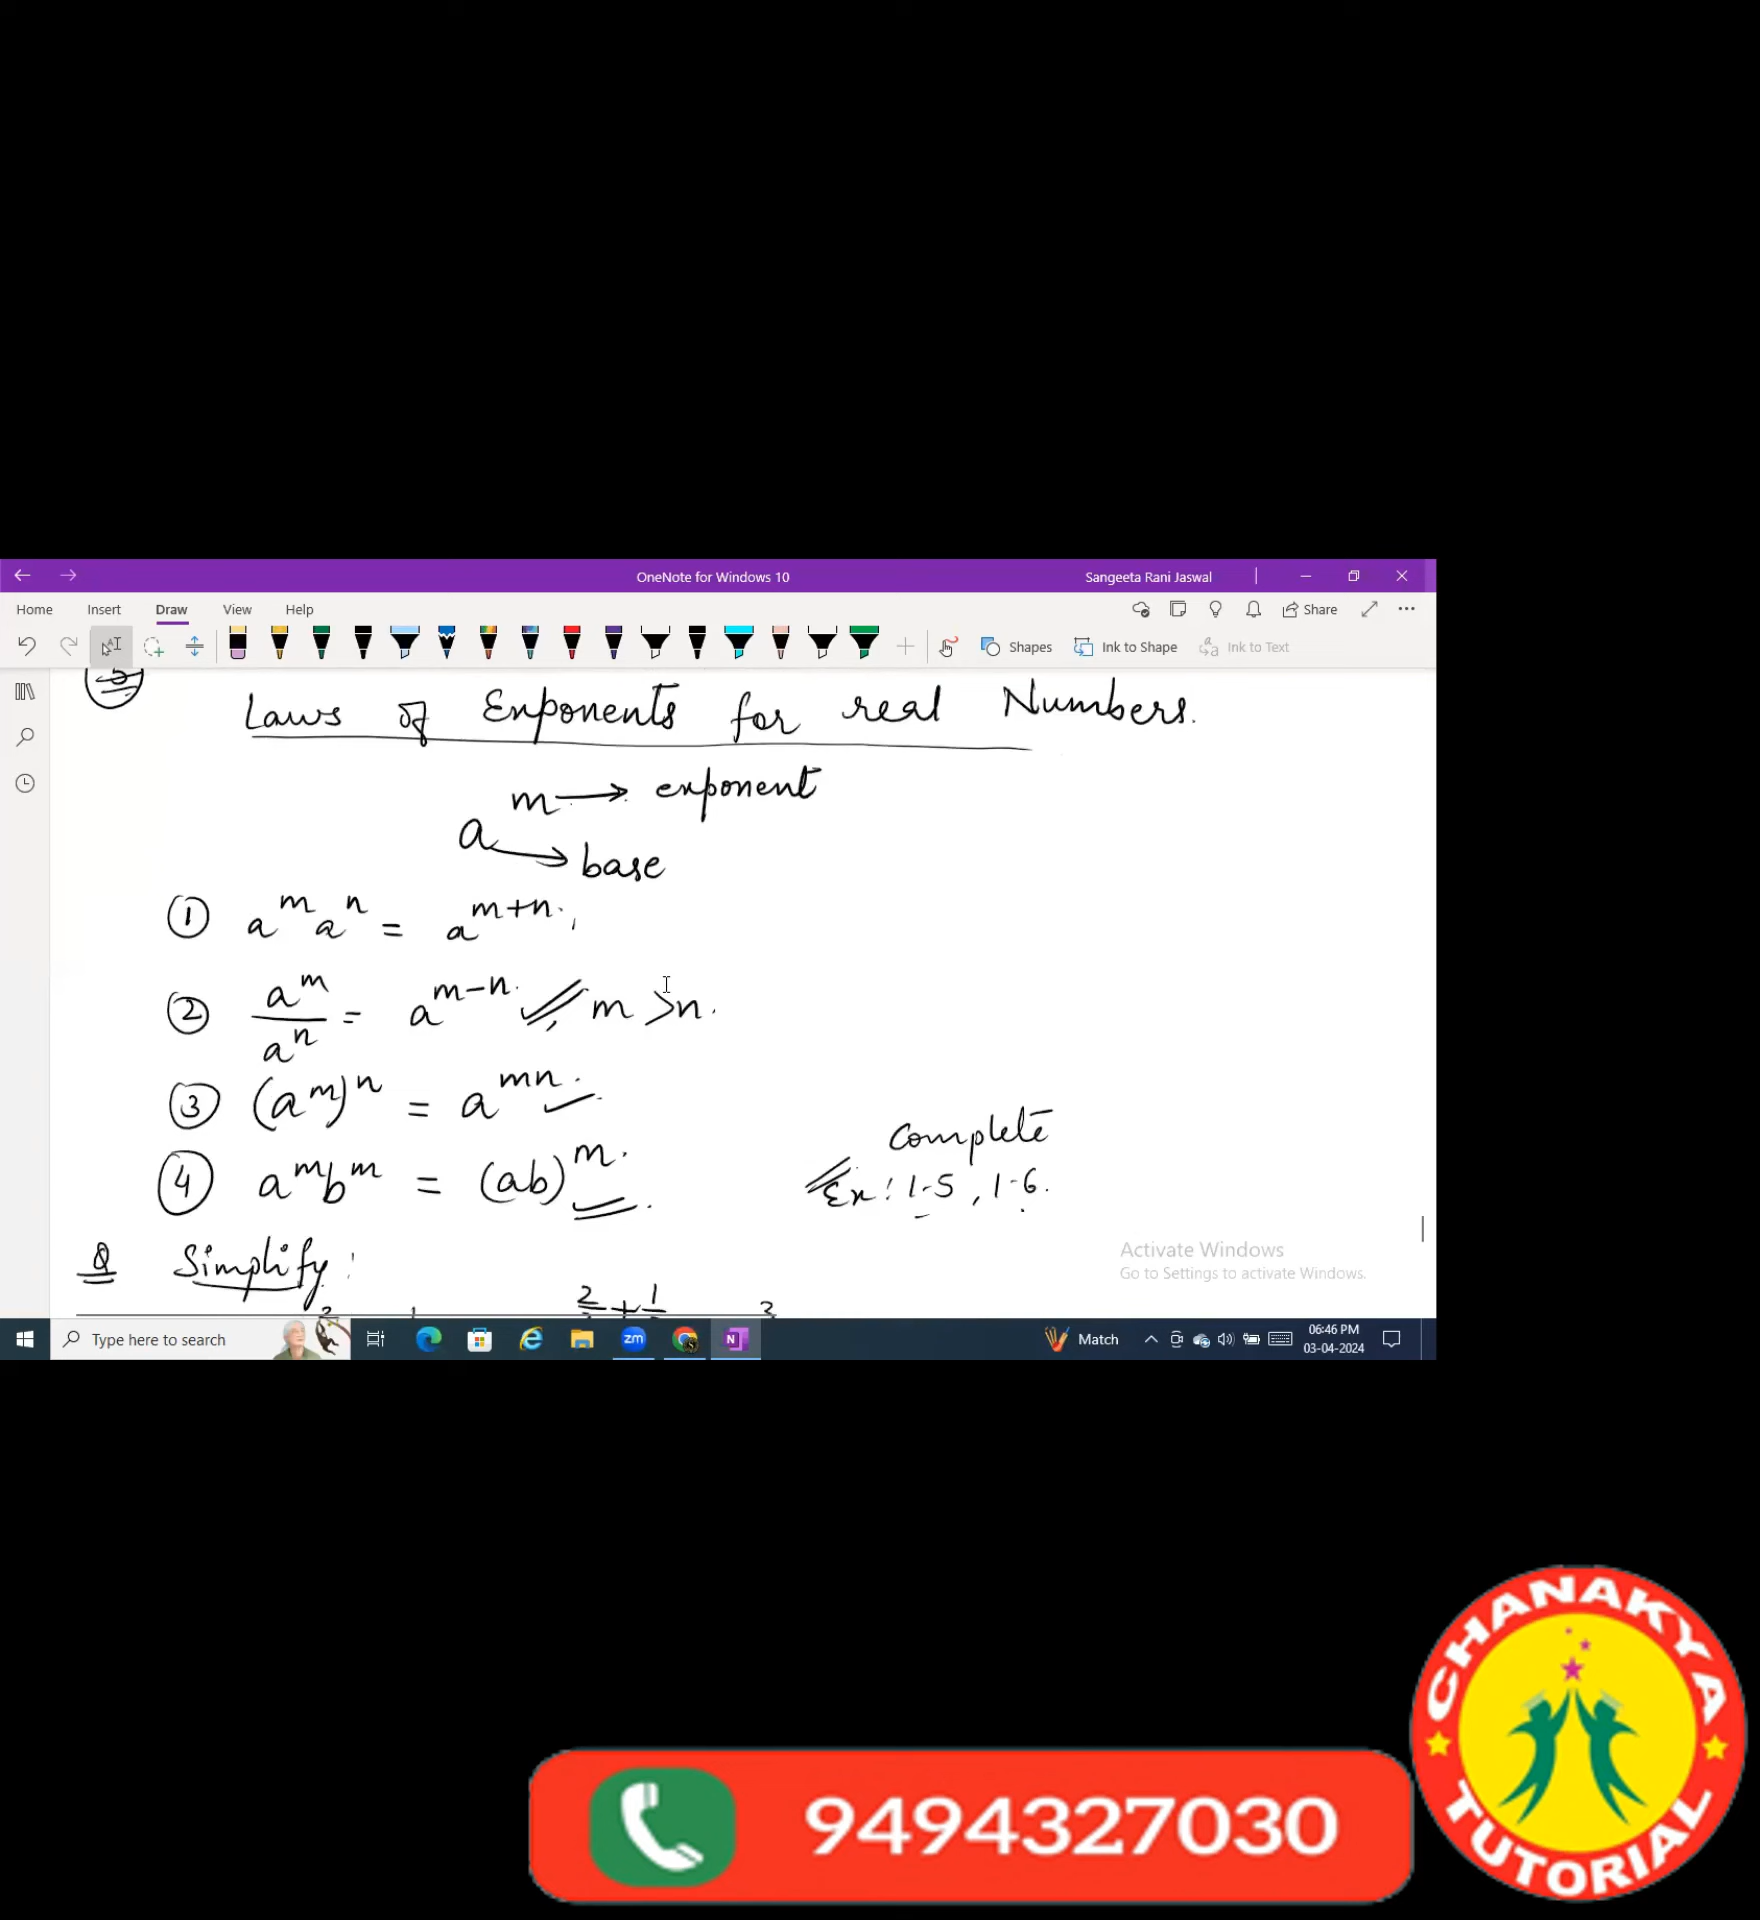 OneNote for Windows 10
Sangeeta Rani Jaswal
Home Insert Draw View Help
Share
Shapes Ink to Shape Ink to Text
Laws of Exponents for real Numbers.
m → exponent
a → base
① a^m a^n = a^(m+n).
② a^m / a^n = a^(m-n). m > n.
③ (a^m)^n = a^(mn).
④ a^m b^m = (ab)^m.
Complete
Ex: 1.5, 1.6.
Q Simplify:
2/ + 1/
Activate Windows
Go to Settings to activate Windows.
Type here to search
zm
N
Match
06:46 PM
03-04-2024
CHANAKYA
TUTORIAL
9494327030